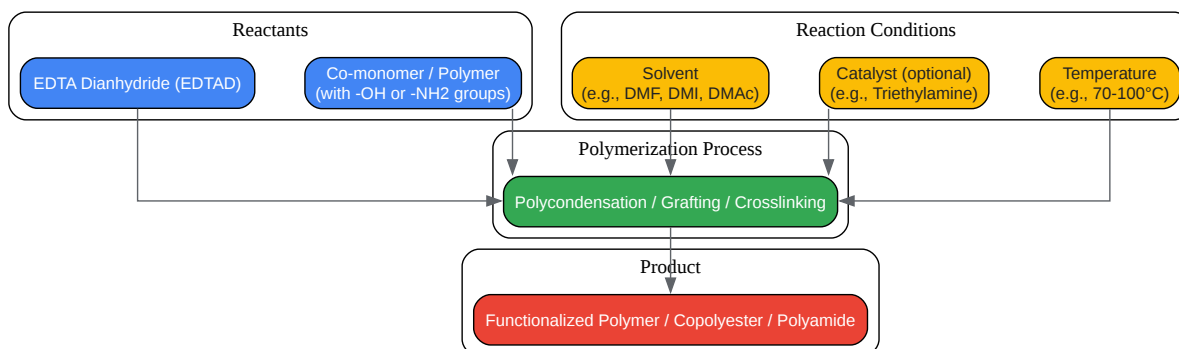 Reactants
Reaction Conditions
EDTA Dianhydride (EDTAD)
Co-monomer / Polymer
(with -OH or -NH2 groups)
Solvent
(e.g., DMF, DMI, DMAc)
Catalyst (optional)
(e.g., Triethylamine)
Temperature
(e.g., 70-100°C)
Polymerization Process
Polycondensation / Grafting / Crosslinking
Product
Functionalized Polymer / Copolyester / Polyamide